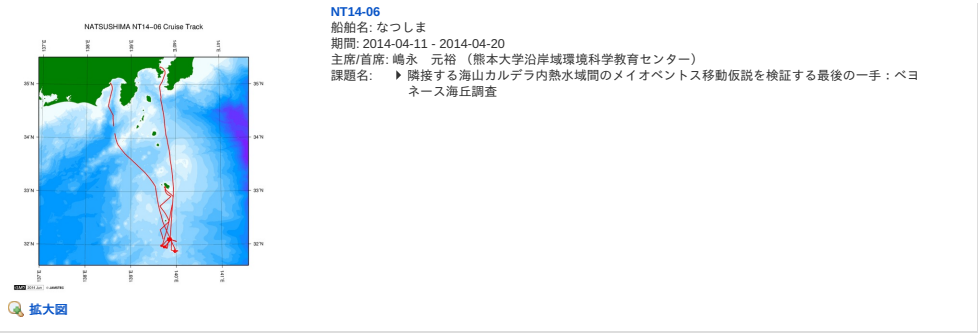 NT14-06
船舶名: なつしま
期間: 2014-04-11 - 2014-04-20
主席/首席: 嶋永　元裕 （熊本大学沿岸域環境科学教育センター）
課題名: 隣接する海山カルデラ内熱水域間のメイオベントス移動仮説を検証する最後の一手：ベヨ
ネース海丘調査
NATSUSHIMA NT14-06 Cruise Track
35˚N 35˚N
34˚N 34˚N
33˚N 33˚N
32˚N 32˚N
拡大図